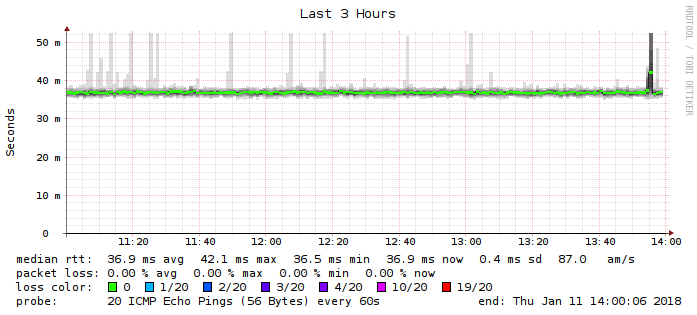 Last 3 Hours
RRDTOOL / TOBI OETIKER
Seconds
50 m
40 m
30 m
20 m
10 m
0
11:20 11:40 12:00 12:20 12:40 13:00 13:20 13:40 14:00
median rtt: 36.9 ms avg 42.1 ms max 36.5 ms min 36.9 ms now 0.4 ms sd 87.0 am/s
packet loss: 0.00 % avg 0.00 % max 0.00 % min 0.00 % now
loss color: 0 1/20 2/20 3/20 4/20 10/20 19/20
probe: 20 ICMP Echo Pings (56 Bytes) every 60s end: Thu Jan 11 14:00:06 2018